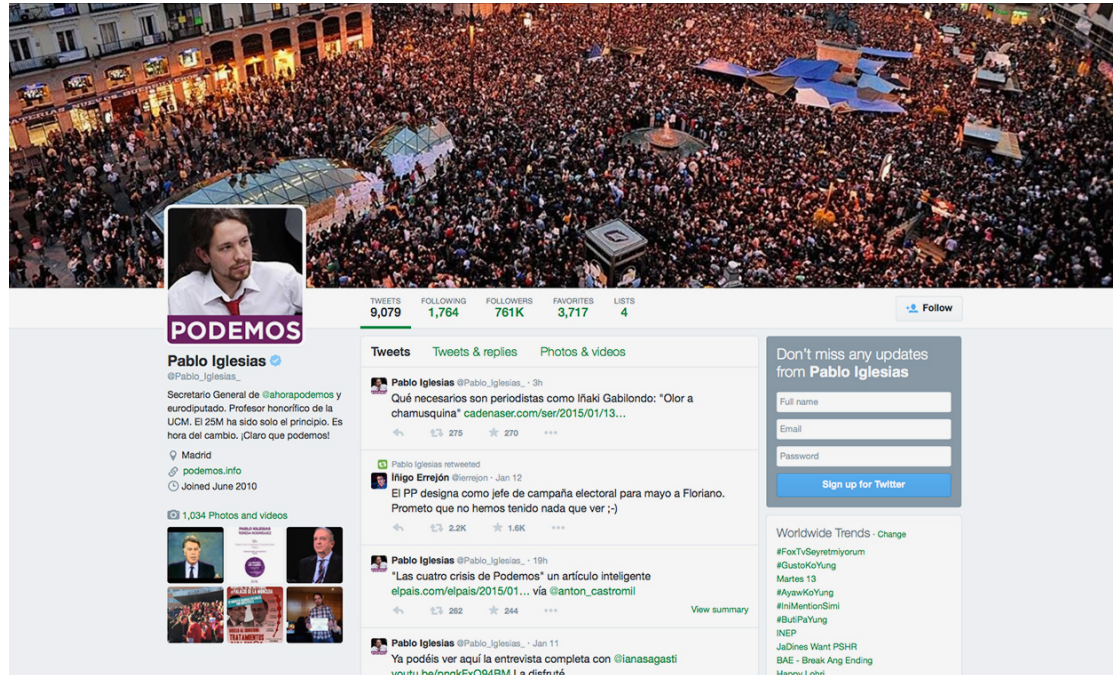 PODEMOS
Pablo Iglesias
@Pablo_Iglesias_
Secretario General de @ahorapodemos y
eurodiputado. Profesor honorífico de la
UCM. El 25M ha sido solo el principio. Es
hora del cambio. ¡Claro que podemos!
Madrid
podemos.info
Joined June 2010
1,034 Photos and videos
TWEETS FOLLOWING FOLLOWERS FAVORITES LISTS
9,079 1,764 761K 3,717 4
Follow
Tweets Tweets & replies Photos & videos
Pablo Iglesias @Pablo_Iglesias_ · 3h
Qué necesarios son periodistas como Iñaki Gabilondo: "Olor a
chamusquina" cadenaser.com/ser/2015/01/13…
275 270
Pablo Iglesias retweeted
Íñigo Errejón @ierrejon · Jan 12
El PP designa como jefe de campaña electoral para mayo a Floriano.
Prometo que no hemos tenido nada que ver ;-)
2.2K 1.6K
Pablo Iglesias @Pablo_Iglesias_ · 19h
"Las cuatro crisis de Podemos" un artículo inteligente
elpais.com/elpais/2015/01… vía @anton_castromil
262 244 View summary
Pablo Iglesias @Pablo_Iglesias_ · Jan 11
Ya podéis ver aquí la entrevista completa con @ianasagasti
La disfruté
Don't miss any updates
from Pablo Iglesias
Full name
Email
Password
Sign up for Twitter
Worldwide Trends · Change
#FoxTvSeyretmiyorum
#GustoKoYung
Martes 13
#AyawKoYung
#IniMentionSimi
#ButiPaYung
INEP
JaDines Want PSHR
BAE - Break Ang Ending
Happy Lohri